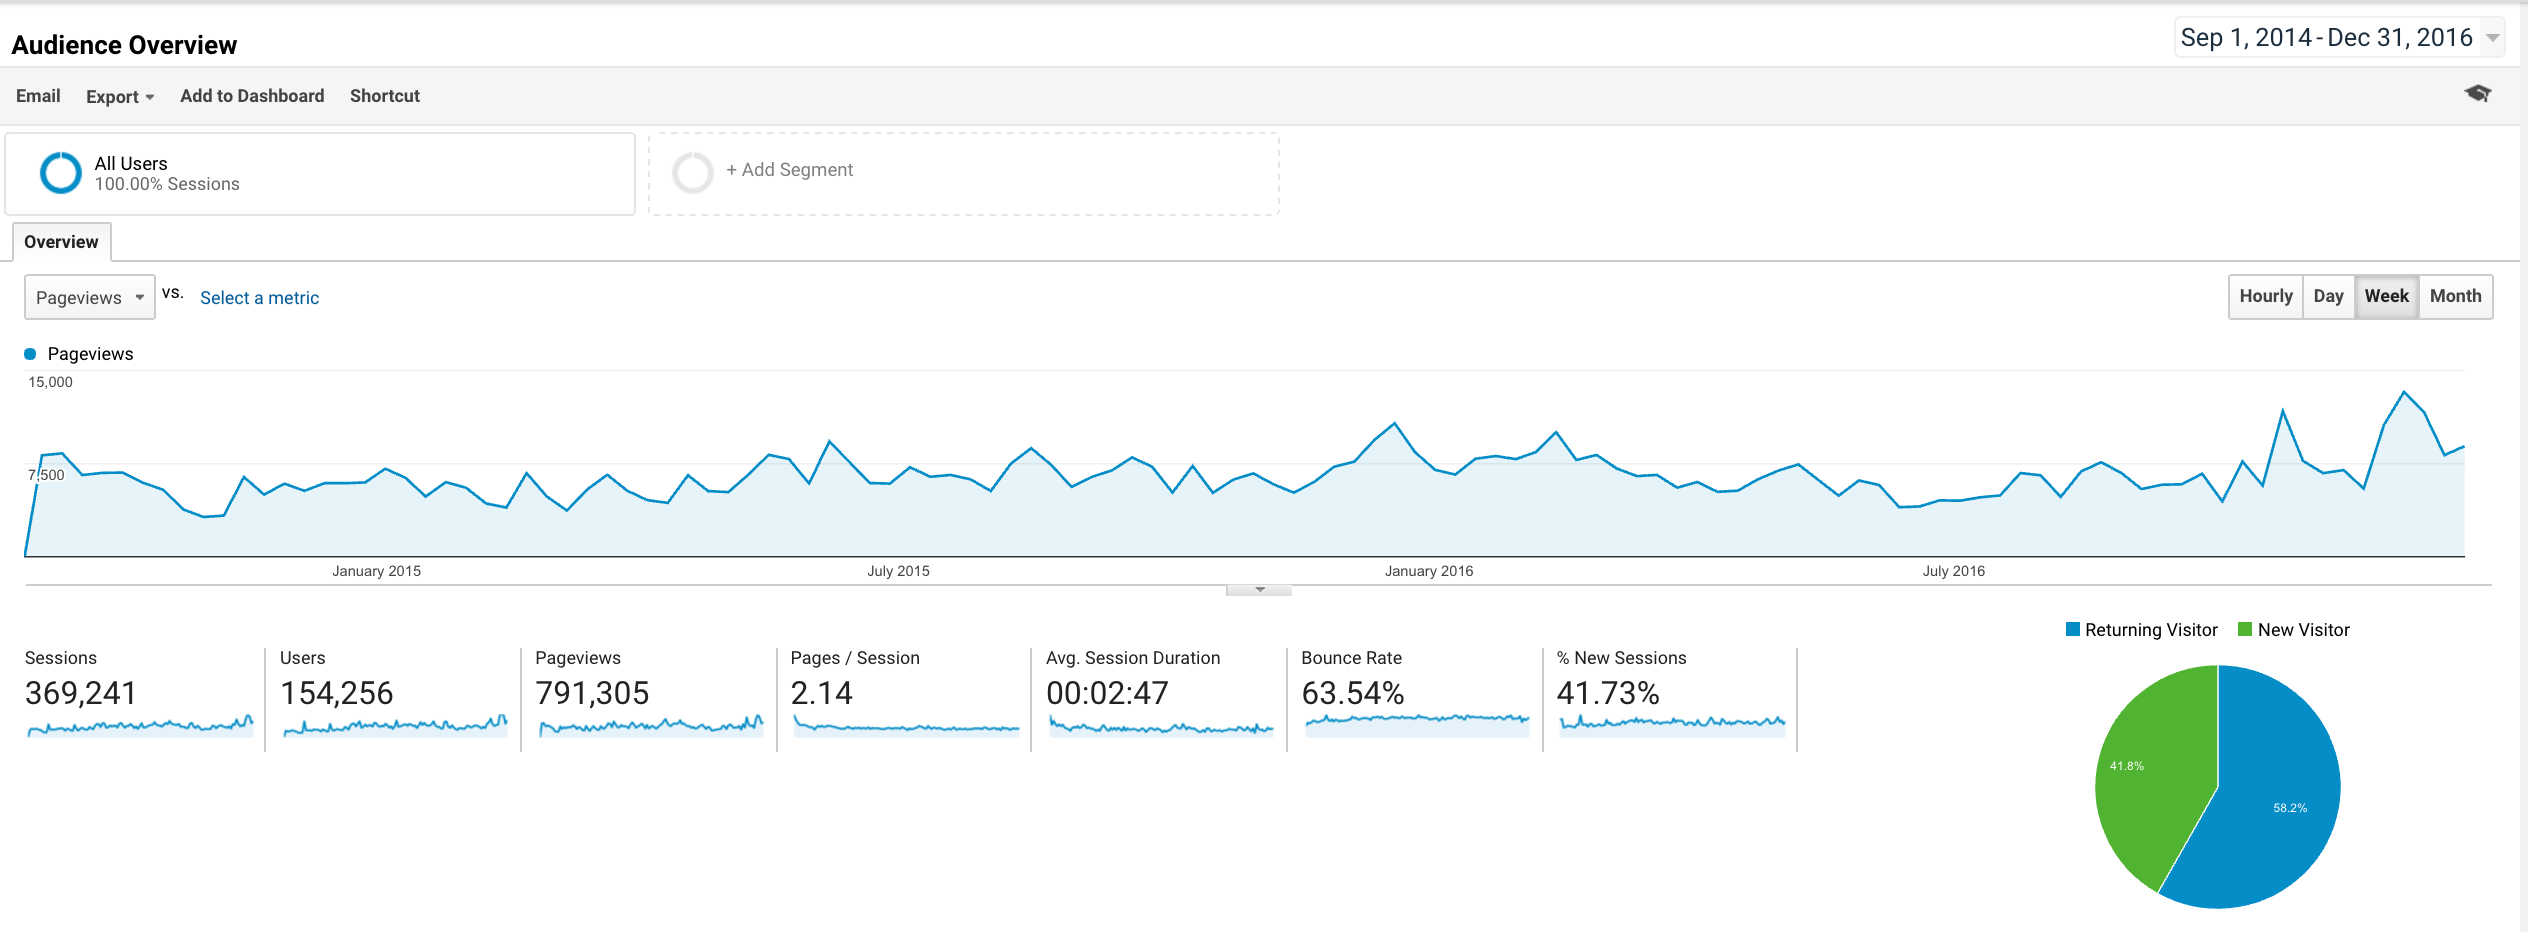 Audience Overview
Sep 1, 2014 - Dec 31, 2016
Email Export Add to Dashboard Shortcut
All Users
100.00% Sessions
+ Add Segment
Overview
Pageviews vs. Select a metric
Hourly Day Week Month
Pageviews
15,000
7,500
January 2015 July 2015 January 2016 July 2016
Returning Visitor New Visitor
Sessions
369,241
Users
154,256
Pageviews
791,305
Pages / Session
2.14
Avg. Session Duration
00:02:47
Bounce Rate
63.54%
% New Sessions
41.73%
41.8%
58.2%